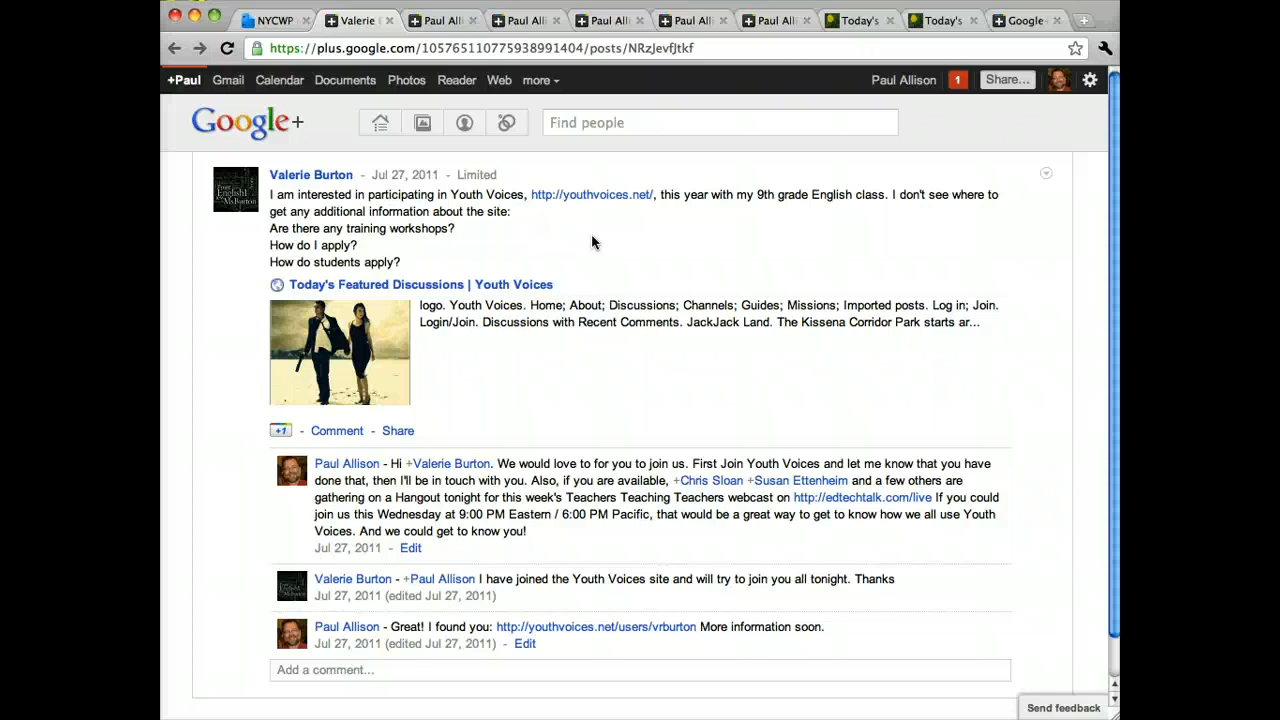 NYCWP
Valerie
Paul Allis
Paul Alli
Paul Alli
Paul Alli
Paul Alli
Today's
Today's
Google+
https://plus.google.com/105765110775938991404/posts/NRzJevfJtkf
+Paul Gmail Calendar Documents Photos Reader Web more
Paul Allison 1 Share...
Google+
Find people
Valerie Burton - Jul 27, 2011 - Limited
I am interested in participating in Youth Voices, http://youthvoices.net/, this year with my 9th grade English class. I don't see where to
get any additional information about the site:
Are there any training workshops?
How do I apply?
How do students apply?
Today's Featured Discussions | Youth Voices
logo. Youth Voices. Home; About; Discussions; Channels; Guides; Missions; Imported posts. Log in; Join.
Login/Join. Discussions with Recent Comments. JackJack Land. The Kissena Corridor Park starts ar...
+1 - Comment - Share
Paul Allison - Hi +Valerie Burton. We would love to for you to join us. First Join Youth Voices and let me know that you have
done that, then I'll be in touch with you. Also, if you are available, +Chris Sloan +Susan Ettenheim and a few others are
gathering on a Hangout tonight for this week's Teachers Teaching Teachers webcast on http://edtechtalk.com/live If you could
join us this Wednesday at 9:00 PM Eastern / 6:00 PM Pacific, that would be a great way to get to know how we all use Youth
Voices. And we could get to know you!
Jul 27, 2011 - Edit
Valerie Burton - +Paul Allison I have joined the Youth Voices site and will try to join you all tonight. Thanks
Jul 27, 2011 (edited Jul 27, 2011)
Paul Allison - Great! I found you: http://youthvoices.net/users/vrburton More information soon.
Jul 27, 2011 (edited Jul 27, 2011) - Edit
Add a comment...
Send feedback